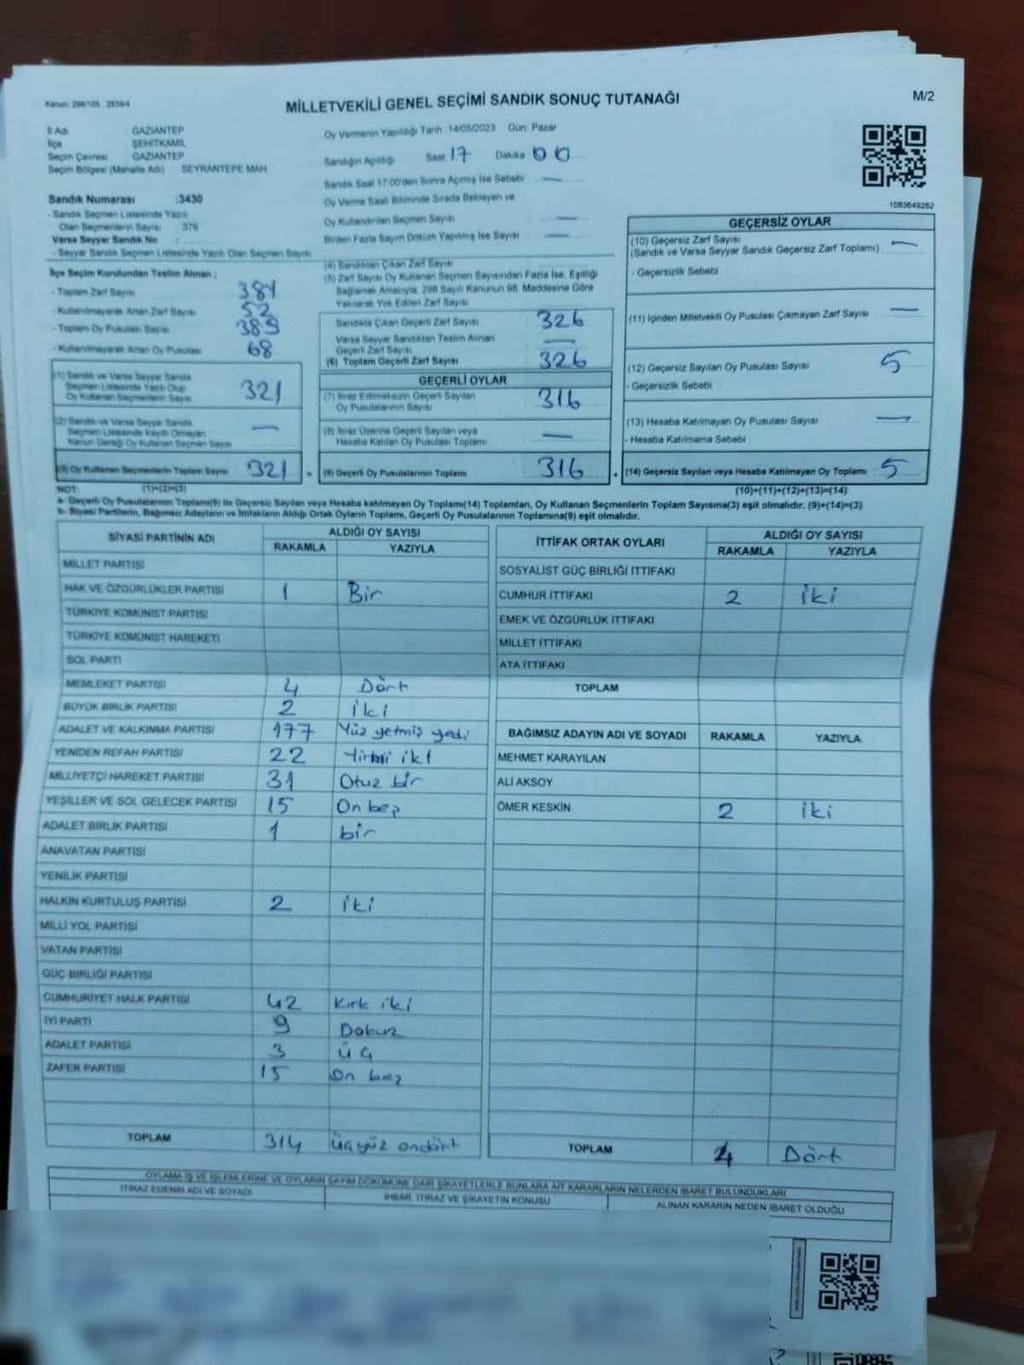 Kanun: 298/105 , 2839/4
MİLLETVEKİLİ GENEL SEÇİMİ SANDIK SONUÇ TUTANAĞI
M/2
İl Adı GAZİANTEP
İlçe ŞEHİTKAMİL
Seçim Çevresi GAZİANTEP
Seçim Bölgesi (Mahalle Adı) SEYRANTEPE MAH
Oy Vermenin Yapıldığı Tarih :14/05/2023 Gün: Pazar
Sandığın Açıldığı Saat 17 Dakika 00
Sandık Saat 17:00'den Sonra Açımış İse Sebebi —
Oy Verme Saati Bitiminde Sırada Bekleyen ve
Oy Kullandırılan Seçmen Sayısı —
Birden Fazla Sayım Döküm Yapılmış İse Sayısı —
1083649262
Sandık Numarası :3430
- Sandık Seçmen Listesinde Yazılı
Olan Seçmenlerin Sayısı 379
Varsa Seyyar Sandık No :
- Seyyar Sandık Seçmen Listesinde Yazılı Olan Seçmen Sayısı
İlçe Seçim Kurulundan Teslim Alınan ;
- Toplam Zarf Sayısı
- Kullanılmayarak Artan Zarf Sayısı 52
- Toplam Oy Pusulası Sayısı
- Kullanılmayarak Artan Oy Pusulası 68
(1) Sandık ve Varsa Seyyar Sandık
Seçmen Listesinde Yazılı Olup
Oy Kullanan Seçmenlerin Sayısı 321
(2) Sandık ve Varsa Seyyar Sandık
Seçmen Listesinde Kayıtlı Olmayan
Kanun Gereği Oy Kullanan Seçmen Sayısı —
(3) Oy Kullanan Seçmenlerin Toplam Sayısı 321 =
(4) Sandıktan Çıkan Zarf Sayısı
(5) Zarf Sayısı Oy Kullanan Seçmen Sayısından Fazla İse, Eşitliği
Sağlamak Amacıyla, 298 Sayılı Kanunun 98. Maddesine Göre
Yakılarak Yok Edilen Zarf Sayısı
Sandıkta Çıkan Geçerli Zarf Sayısı 326
Varsa Seyyar Sandıktan Teslim Alınan
Geçerli Zarf Sayısı —
(6) Toplam Geçerli Zarf Sayısı 326
GEÇERLİ OYLAR
(7) İtiraz Edilmeksizin Geçerli Sayılan
Oy Pusulalarının Sayısı 316
(8) İtiraz Üzerine Geçerli Sayılan veya
Hesaba Katılan Oy Pusulası Toplamı —
(9) Geçerli Oy Pusulalarının Toplamı 316 +
GEÇERSİZ OYLAR
(10) Geçersiz Zarf Sayısı
(Sandık ve Varsa Seyyar Sandık Geçersiz Zarf Toplamı) —
- Geçersizlik Sebebi
(11) İçinden Milletvekili Oy Pusulası Çıkmayan Zarf Sayısı —
(12) Geçersiz Sayılan Oy Pusulası Sayısı 5
- Geçersizlik Sebebi
(13) Hesaba Katılmayan Oy Pusulası Sayısı —
- Hesaba Katılmama Sebebi
(14) Geçersiz Sayılan veya Hesaba Katılmayan Oy Toplamı 5
NOT: (1)+(2)=(3) (10)+(11)+(12)+(13)=(14)
a- Geçerli Oy Pusulalarının Toplamı(9) ile Geçersiz Sayılan veya Hesaba katılmayan Oy Toplamı(14) Toplamları, Oy Kullanan Seçmenlerin Toplam Sayısına(3) eşit olmalıdır. (9)+(14)=(3)
b- Siyasi Partilerin, Bağımsız Adayların ve İttifakların Aldığı Ortak Oyların Toplamı, Geçerli Oy Pusulalarının Toplamına(9) eşit olmalıdır.
SİYASİ PARTİNİN ADI ALDIĞI OY SAYISI
RAKAMLA YAZIYLA
MİLLET PARTİSİ
HAK VE ÖZGÜRLÜKLER PARTİSİ 1 Bir
TÜRKİYE KOMÜNİST PARTİSİ
TÜRKİYE KOMÜNİST HAREKETİ
SOL PARTİ
MEMLEKET PARTİSİ 4 Dört
BÜYÜK BİRLİK PARTİSİ 2 iki
ADALET VE KALKINMA PARTİSİ 177 Yüz yetmiş yedi
YENİDEN REFAH PARTİSİ 22 Yirmi iki
MİLLİYETÇİ HAREKET PARTİSİ 31 Otuz bir
YEŞİLLER VE SOL GELECEK PARTİSİ 15 On beş
ADALET BİRLİK PARTİSİ 1 bir
ANAVATAN PARTİSİ
YENİLİK PARTİSİ
HALKIN KURTULUŞ PARTİSİ 2 iki
MİLLİ YOL PARTİSİ
VATAN PARTİSİ
GÜÇ BİRLİĞİ PARTİSİ
CUMHURİYET HALK PARTİSİ 42 Kırk iki
İYİ PARTİ 9 Dokuz
ADALET PARTİSİ 3 üç
ZAFER PARTİSİ 15 On beş
TOPLAM 314 üçyüz ondört
İTTİFAK ORTAK OYLARI ALDIĞI OY SAYISI
RAKAMLA YAZIYLA
SOSYALİST GÜÇ BİRLİĞİ İTTİFAKI
CUMHUR İTTİFAKI 2 iki
EMEK VE ÖZGÜRLÜK İTTİFAKI
MİLLET İTTİFAKI
ATA İTTİFAKI
TOPLAM
BAĞIMSIZ ADAYIN ADI VE SOYADI RAKAMLA YAZIYLA
MEHMET KARAYILAN
ALİ AKSOY
ÖMER KESKİN 2 iki
TOPLAM 4 Dört
OYLAMA İŞ VE İŞLEMLERİNE VE OYLARIN SAYIM DÖKÜMÜNE DAİR ŞİKAYETLERLE BUNLARA AİT KARARLARIN NELERDEN İBARET BULUNDUKLARI
İTİRAZ EDENİN ADI VE SOYADI İHBAR, İTİRAZ VE ŞİKAYETİN KONUSU ALINAN KARARIN NEDEN İBARET OLDUĞU